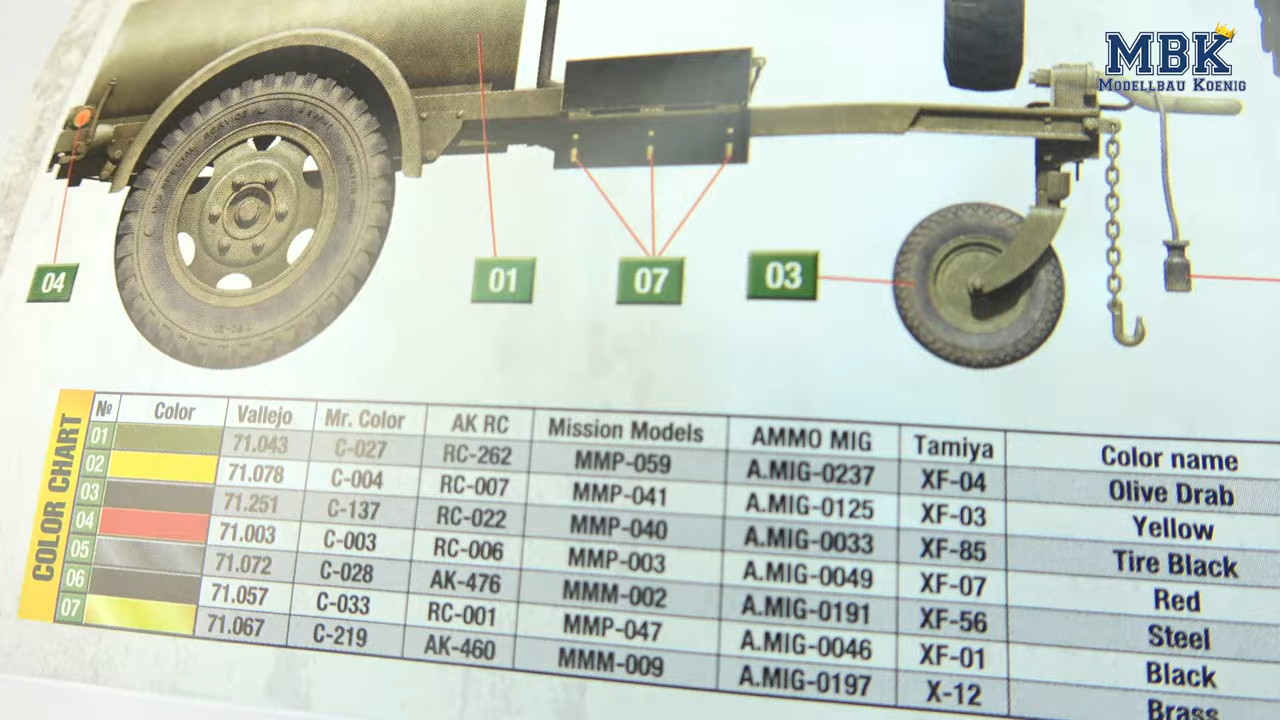 MBK
MODELLBAU KOENIG
04
01
07
03
COLOR CHART
№ Color Vallejo Mr. Color AK RC Mission Models AMMO MIG Tamiya Color name
01 71.043 C-027 RC-262 MMP-059 A.MIG-0237 XF-04 Olive Drab
02 71.078 C-004 RC-007 MMP-041 A.MIG-0125 XF-03 Yellow
03 71.251 C-137 RC-022 MMP-040 A.MIG-0033 XF-85 Tire Black
04 71.003 C-003 RC-006 MMP-003 A.MIG-0049 XF-07 Red
05 71.072 C-028 AK-476 MMM-002 A.MIG-0191 XF-56 Steel
06 71.057 C-033 RC-001 MMP-047 A.MIG-0046 XF-01 Black
07 71.067 C-219 AK-460 MMM-009 A.MIG-0197 X-12 Brass